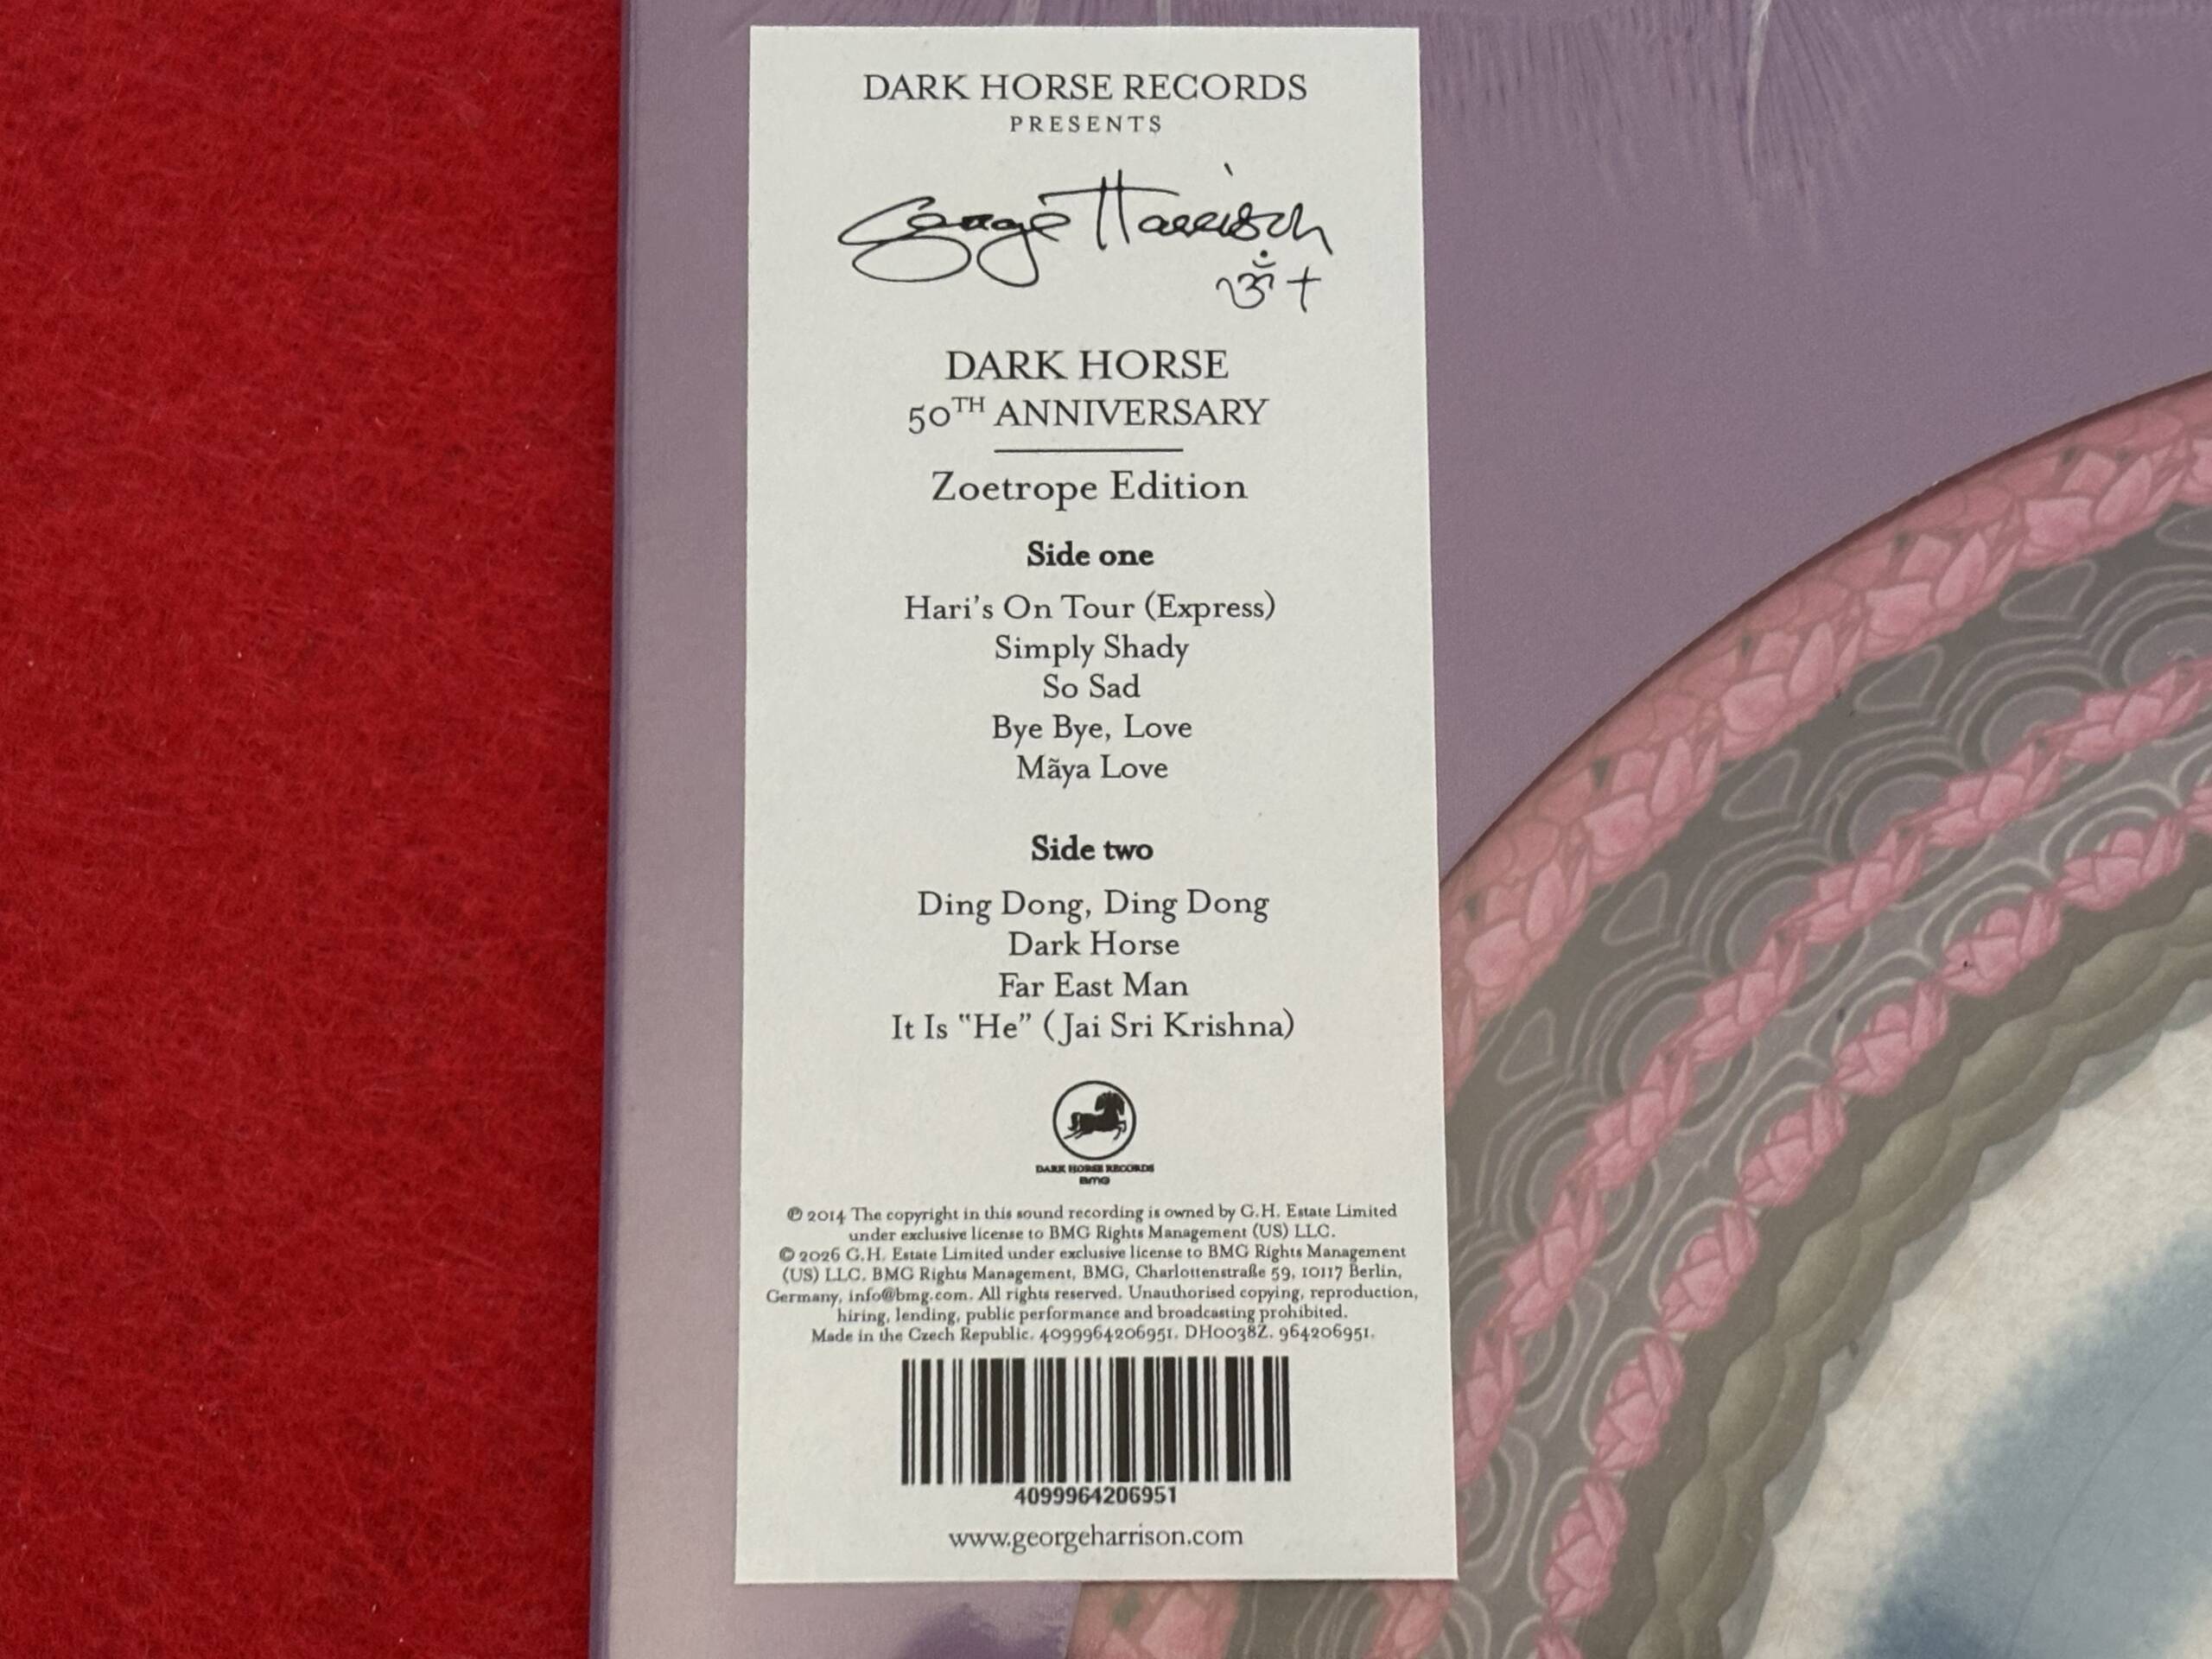 DARK HORSE RECORDS
PRESENTS
George Harrison
ॐ †
DARK HORSE
50TH ANNIVERSARY
Zoetrope Edition
Side one
Hari's On Tour (Express)
Simply Shady
So Sad
Bye Bye, Love
Mãya Love
Side two
Ding Dong, Ding Dong
Dark Horse
Far East Man
It Is "He" (Jai Sri Krishna)
DARK HORSE RECORDS
BMG
℗ 2014 The copyright in this sound recording is owned by G.H. Estate Limited
under exclusive license to BMG Rights Management (US) LLC.
© 2026 G.H. Estate Limited under exclusive license to BMG Rights Management
(US) LLC. BMG Rights Management, BMG, Charlottenstraße 59, 10117 Berlin,
Germany, info@bmg.com. All rights reserved. Unauthorised copying, reproduction,
hiring, lending, public performance and broadcasting prohibited.
Made in the Czech Republic. 4099964206951. DH0038Z. 964206951.
4099964206951
www.georgeharrison.com